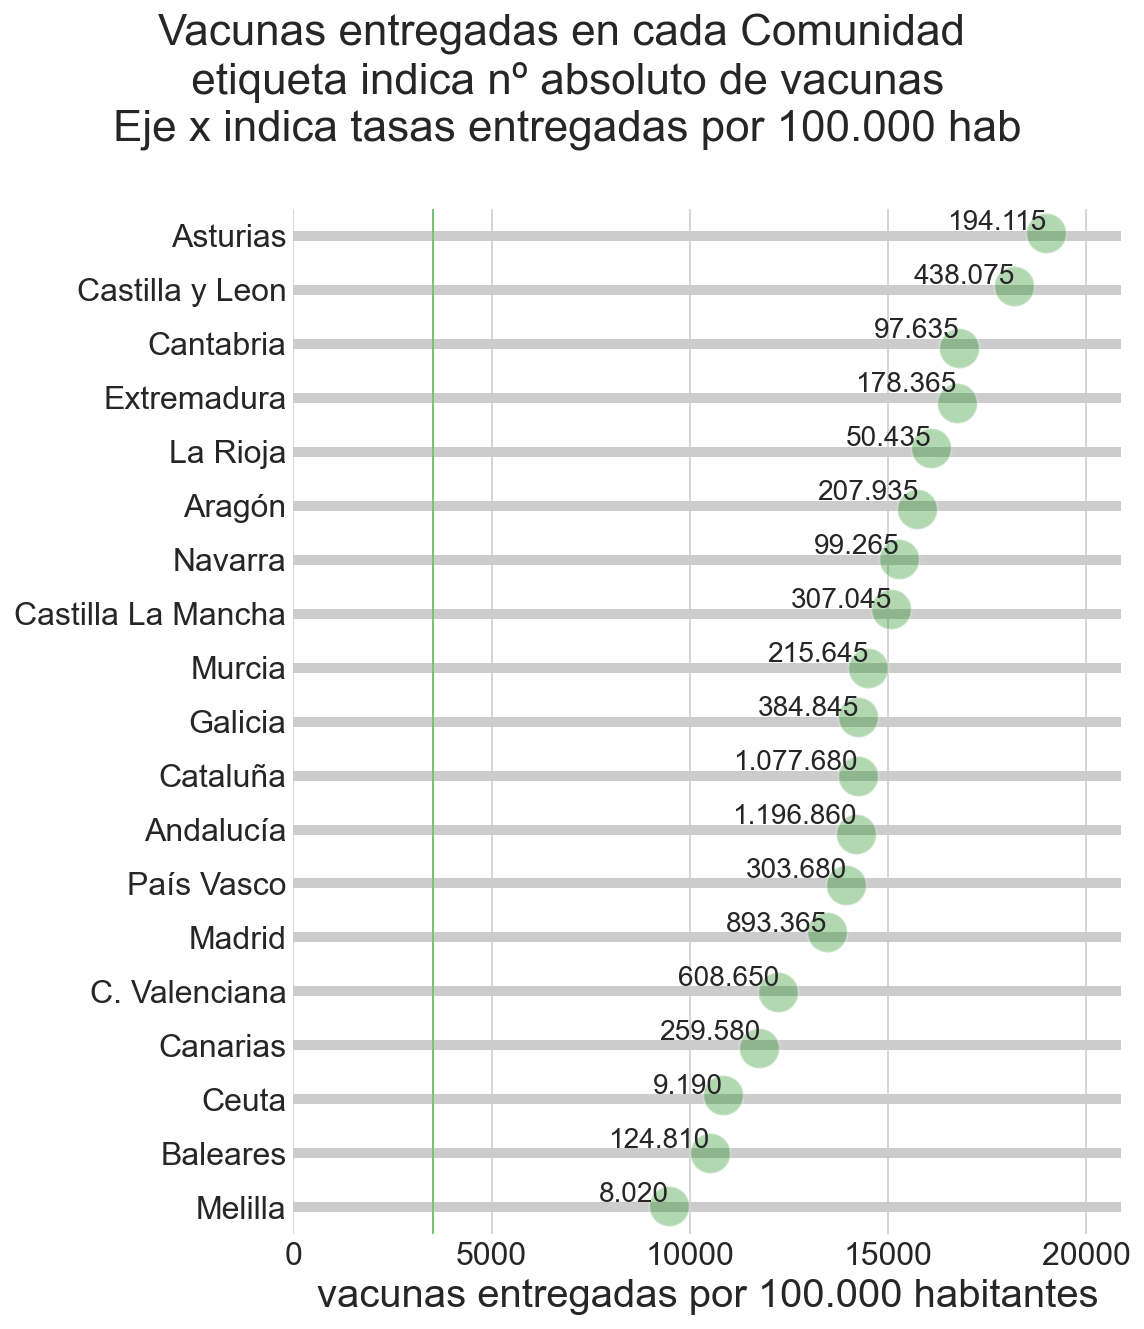 Vacunas entregadas en cada Comunidad
etiqueta indica nº absoluto de vacunas
Eje x indica tasas entregadas por 100.000 hab
Asturias 194.115
Castilla y Leon 438.075
Cantabria 97.635
Extremadura 178.365
La Rioja 50.435
Aragón 207.935
Navarra 99.265
Castilla La Mancha 307.045
Murcia 215.645
Galicia 384.845
Cataluña 1.077.680
Andalucía 1.196.860
País Vasco 303.680
Madrid 893.365
C. Valenciana 608.650
Canarias 259.580
Ceuta 9.190
Baleares 124.810
Melilla 8.020
0 5000 10000 15000 20000
vacunas entregadas por 100.000 habitantes